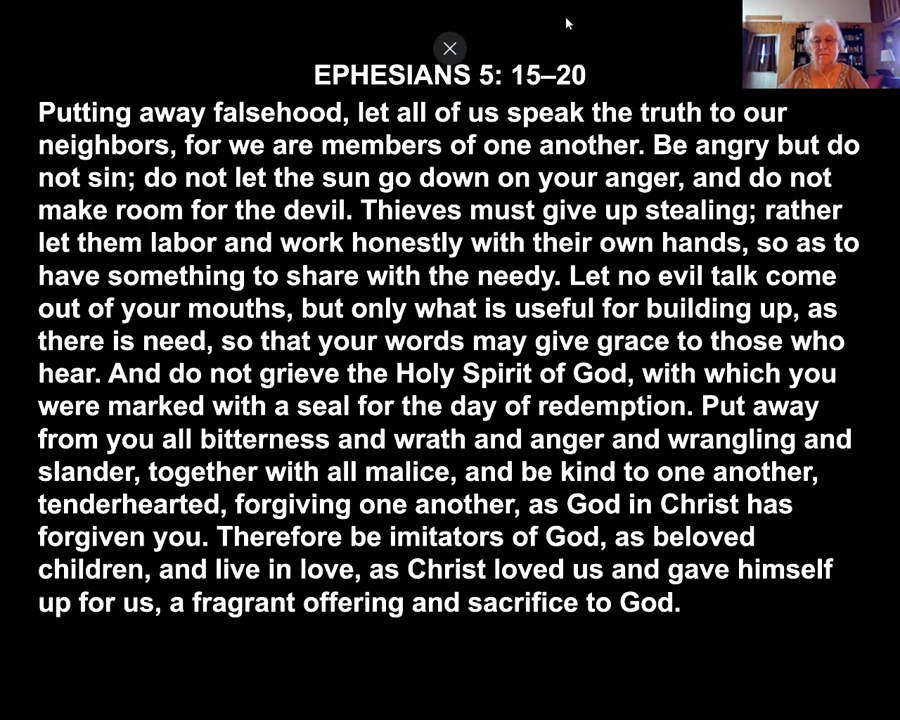 EPHESIANS 5: 15–20
Putting away falsehood, let all of us speak the truth to our
neighbors, for we are members of one another. Be angry but do
not sin; do not let the sun go down on your anger, and do not
make room for the devil. Thieves must give up stealing; rather
let them labor and work honestly with their own hands, so as to
have something to share with the needy. Let no evil talk come
out of your mouths, but only what is useful for building up, as
there is need, so that your words may give grace to those who
hear. And do not grieve the Holy Spirit of God, with which you
were marked with a seal for the day of redemption. Put away
from you all bitterness and wrath and anger and wrangling and
slander, together with all malice, and be kind to one another,
tenderhearted, forgiving one another, as God in Christ has
forgiven you. Therefore be imitators of God, as beloved
children, and live in love, as Christ loved us and gave himself
up for us, a fragrant offering and sacrifice to God.